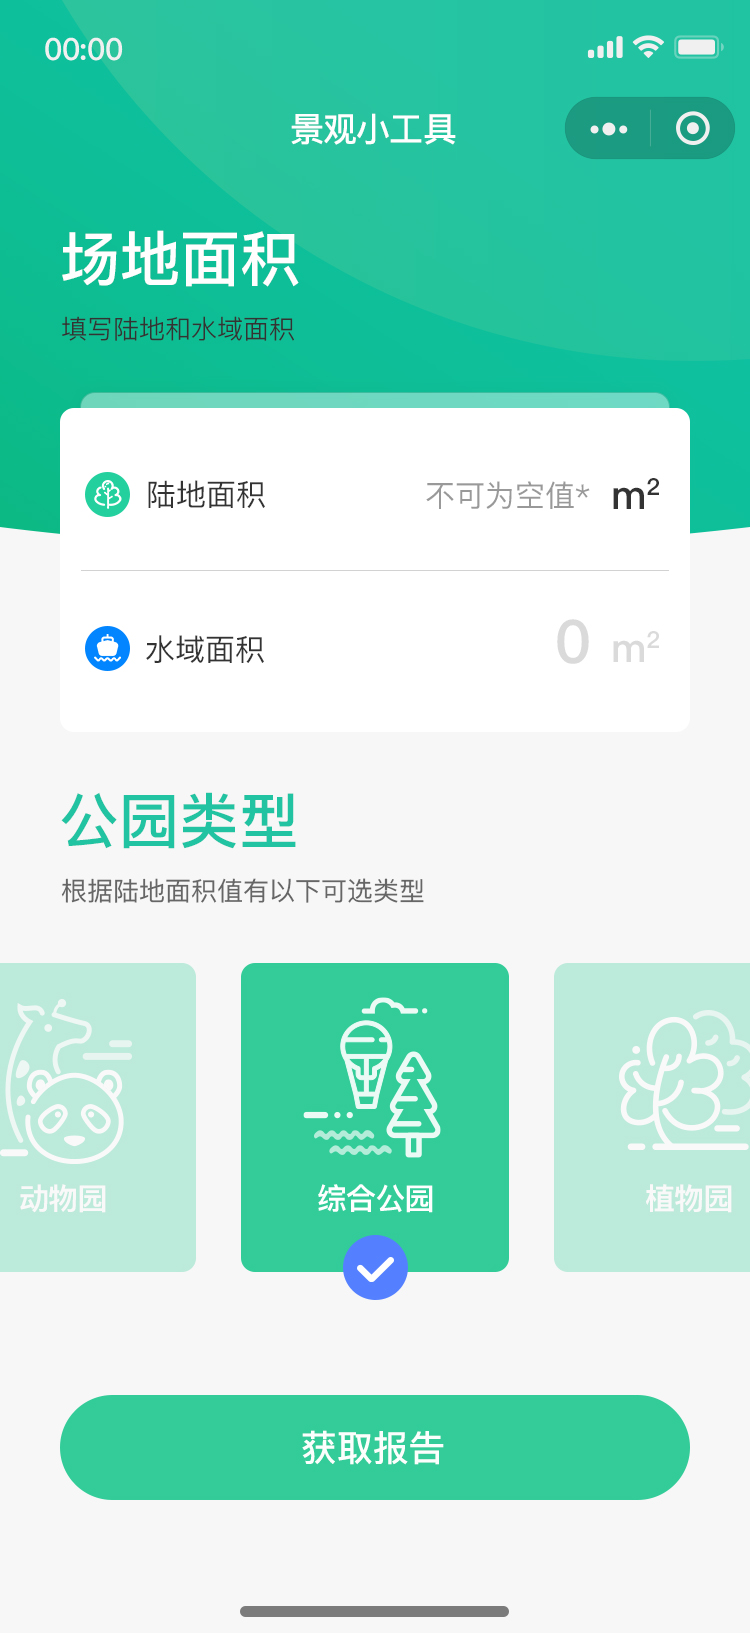 00:00
景观小工具
场地面积
填写陆地和水域面积
陆地面积 不可为空值* m²
水域面积 0 m²
公园类型
根据陆地面积值有以下可选类型
动物园 综合公园 植物园
获取报告